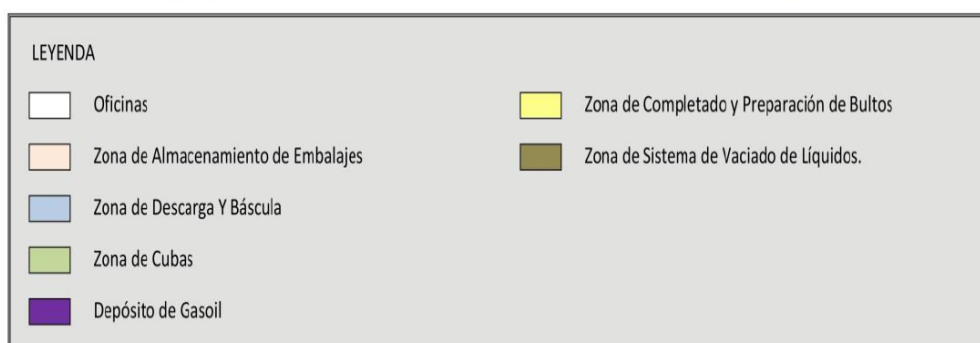 LEYENDA
Oficinas
Zona de Almacenamiento de Embalajes
Zona de Descarga Y Báscula
Zona de Cubas
Depósito de Gasoil
Zona de Completado y Preparación de Bultos
Zona de Sistema de Vaciado de Líquidos.